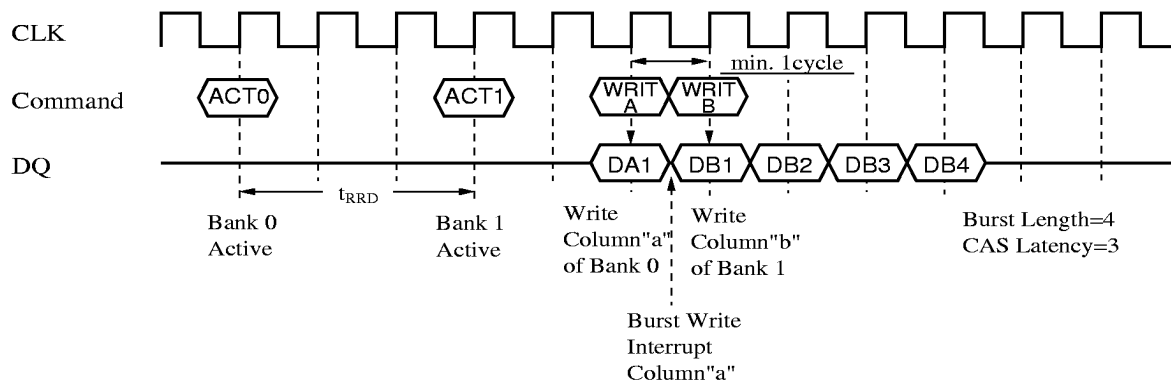 CLK
min. 1cycle
Command
ACT0
ACT1
WRIT
A
WRIT
B
DQ
DA1
DB1
DB2
DB3
DB4
tRRD
Bank 0
Active
Bank 1
Active
Write
Column"a"
of Bank 0
Write
Column"b"
of Bank 1
Burst Length=4
CAS Latency=3
Burst Write
Interrupt
Column"a"